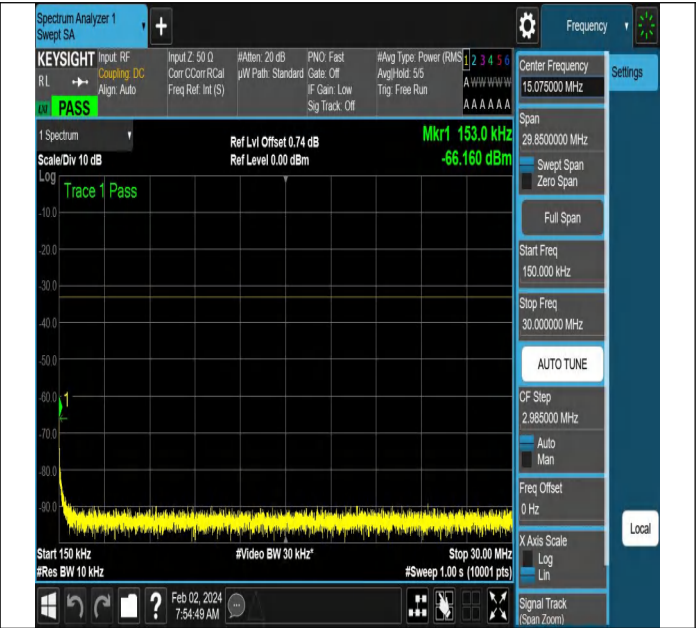 Spectrum Analyzer 1
Swept SA
+
Frequency
KEYSIGHT
RL
Input: RF
Coupling: DC
Align: Auto
Input Z: 50 Ω
Corr CCorr RCal
Freq Ref: Int (S)
#Atten: 20 dB
µW Path: Standard
PNO: Fast
Gate: Off
IF Gain: Low
Sig Track: Off
#Avg Type: Power (RMS
Avg|Hold: 5/5
Trig: Free Run
1 2 3 4 5 6
A W W W W W
A A A A A A
PASS
1 Spectrum
Scale/Div 10 dB
Ref Lvl Offset 0.74 dB
Ref Level 0.00 dBm
Mkr1 153.0 kHz
-66.160 dBm
Log
Trace 1 Pass
-10.0
-20.0
-30.0
-40.0
-50.0
-60.0
1
-70.0
-80.0
-90.0
Start 150 kHz
#Video BW 30 kHz*
Stop 30.00 MHz
#Res BW 10 kHz
#Sweep 1.00 s (10001 pts)
?
Feb 02, 2024
7:54:49 AM
Center Frequency
15.075000 MHz
Settings
Span
29.8500000 MHz
Swept Span
Zero Span
Full Span
Start Freq
150.000 kHz
Stop Freq
30.000000 MHz
AUTO TUNE
CF Step
2.985000 MHz
Auto
Man
Freq Offset
0 Hz
X Axis Scale
Log
Lin
Local
Signal Track
(Span Zoom)